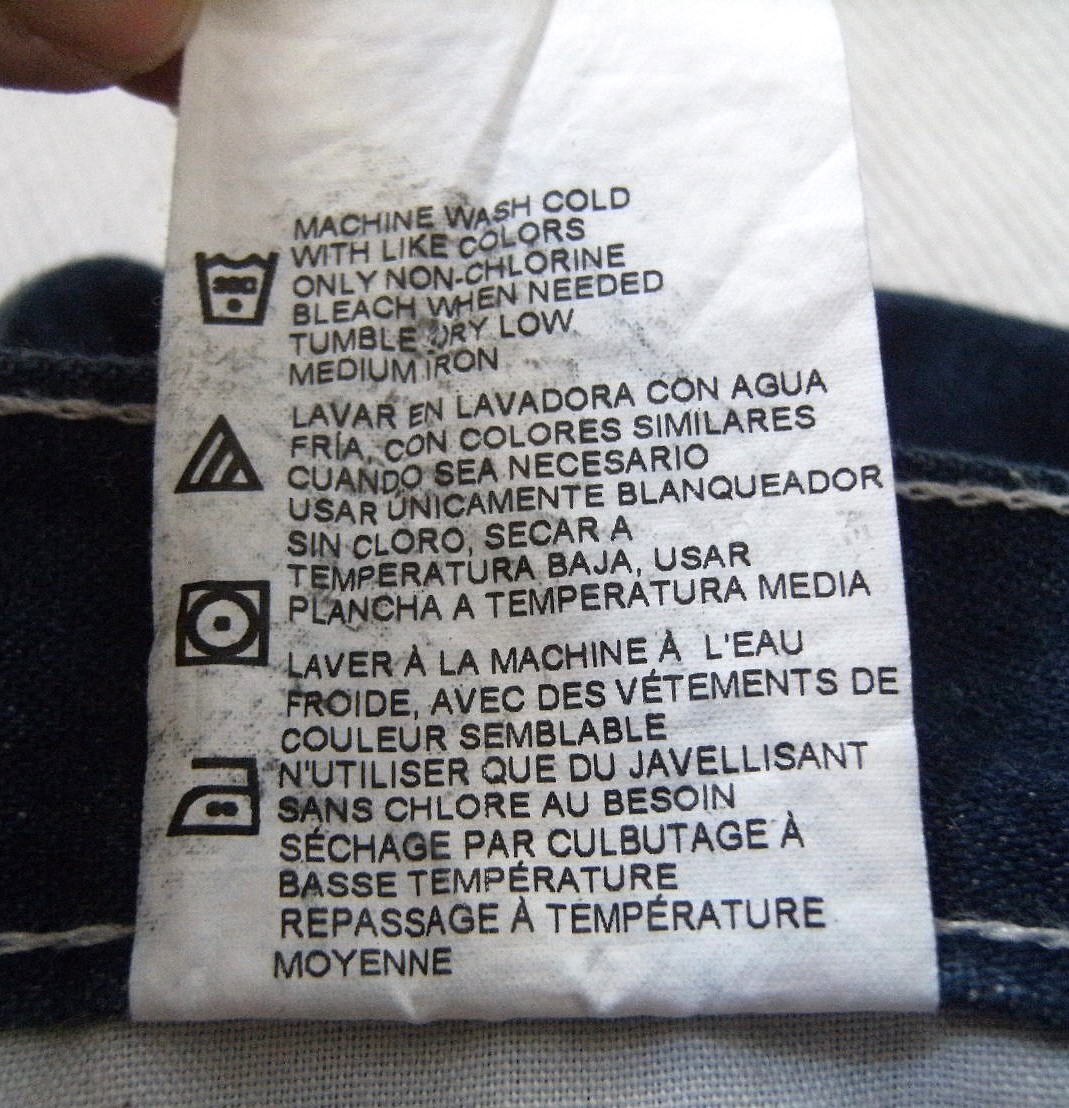 MACHINE WASH COLD
WITH LIKE COLORS
ONLY NON-CHLORINE
BLEACH WHEN NEEDED
TUMBLE DRY LOW
MEDIUM IRON
LAVAR EN LAVADORA CON AGUA
FRÍA, CON COLORES SIMILARES
CUANDO SEA NECESARIO
USAR ÚNICAMENTE BLANQUEADOR
SIN CLORO, SECAR A
TEMPERATURA BAJA, USAR
PLANCHA A TEMPERATURA MEDIA
LAVER À LA MACHINE À L'EAU
FROIDE, AVEC DES VÉTEMENTS DE
COULEUR SEMBLABLE
N'UTILISER QUE DU JAVELLISANT
SANS CHLORE AU BESOIN
SÉCHAGE PAR CULBUTAGE À
BASSE TEMPÉRATURE
REPASSAGE À TEMPÉRATURE
MOYENNE